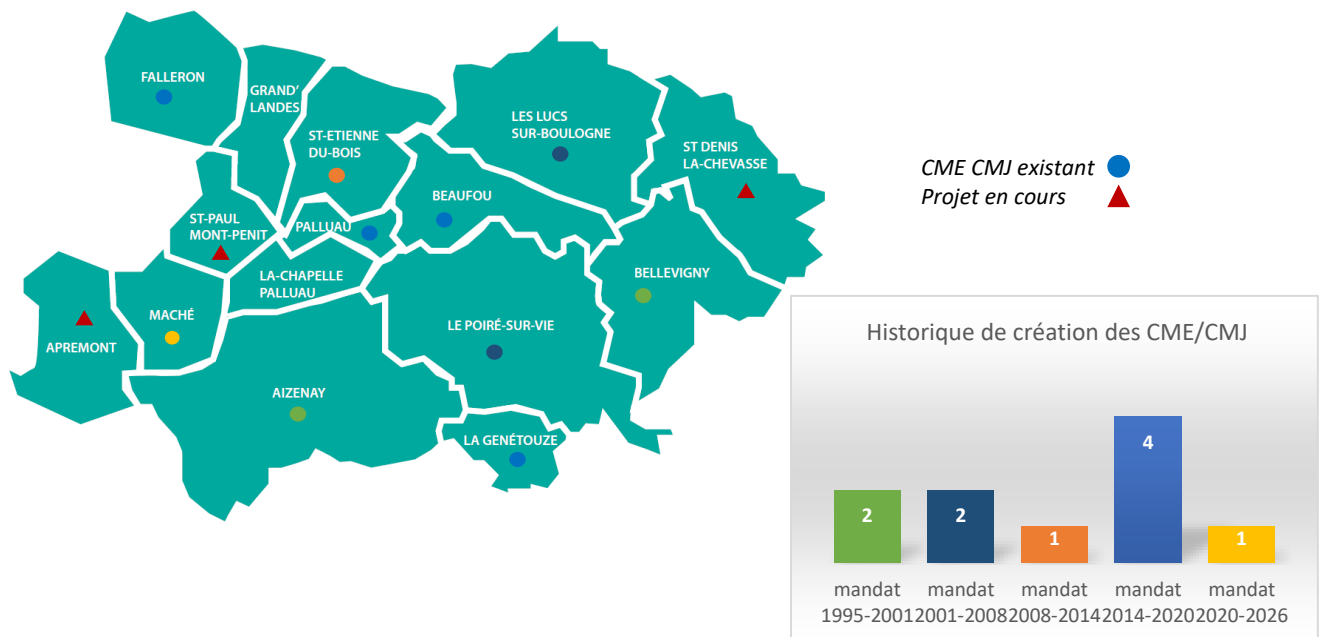 FALLERON
GRAND'
LANDES
ST-ETIENNE
DU-BOIS
LES LUCS
SUR-BOULOGNE
ST DENIS
LA-CHEVASSE
BEAUFOU
ST-PAUL
MONT-PENIT
PALLUAU
LA-CHAPELLE
PALLUAU
BELLEVIGNY
MACHÉ
APREMONT
LE POIRÉ-SUR-VIE
AIZENAY
LA GENÉTOUZE
CME CMJ existant
Projet en cours
Historique de création des CME/CMJ
2
2
1
4
1
mandat 1995-2001
mandat 2001-2008
mandat 2008-2014
mandat 2014-2020
mandat 2020-2026